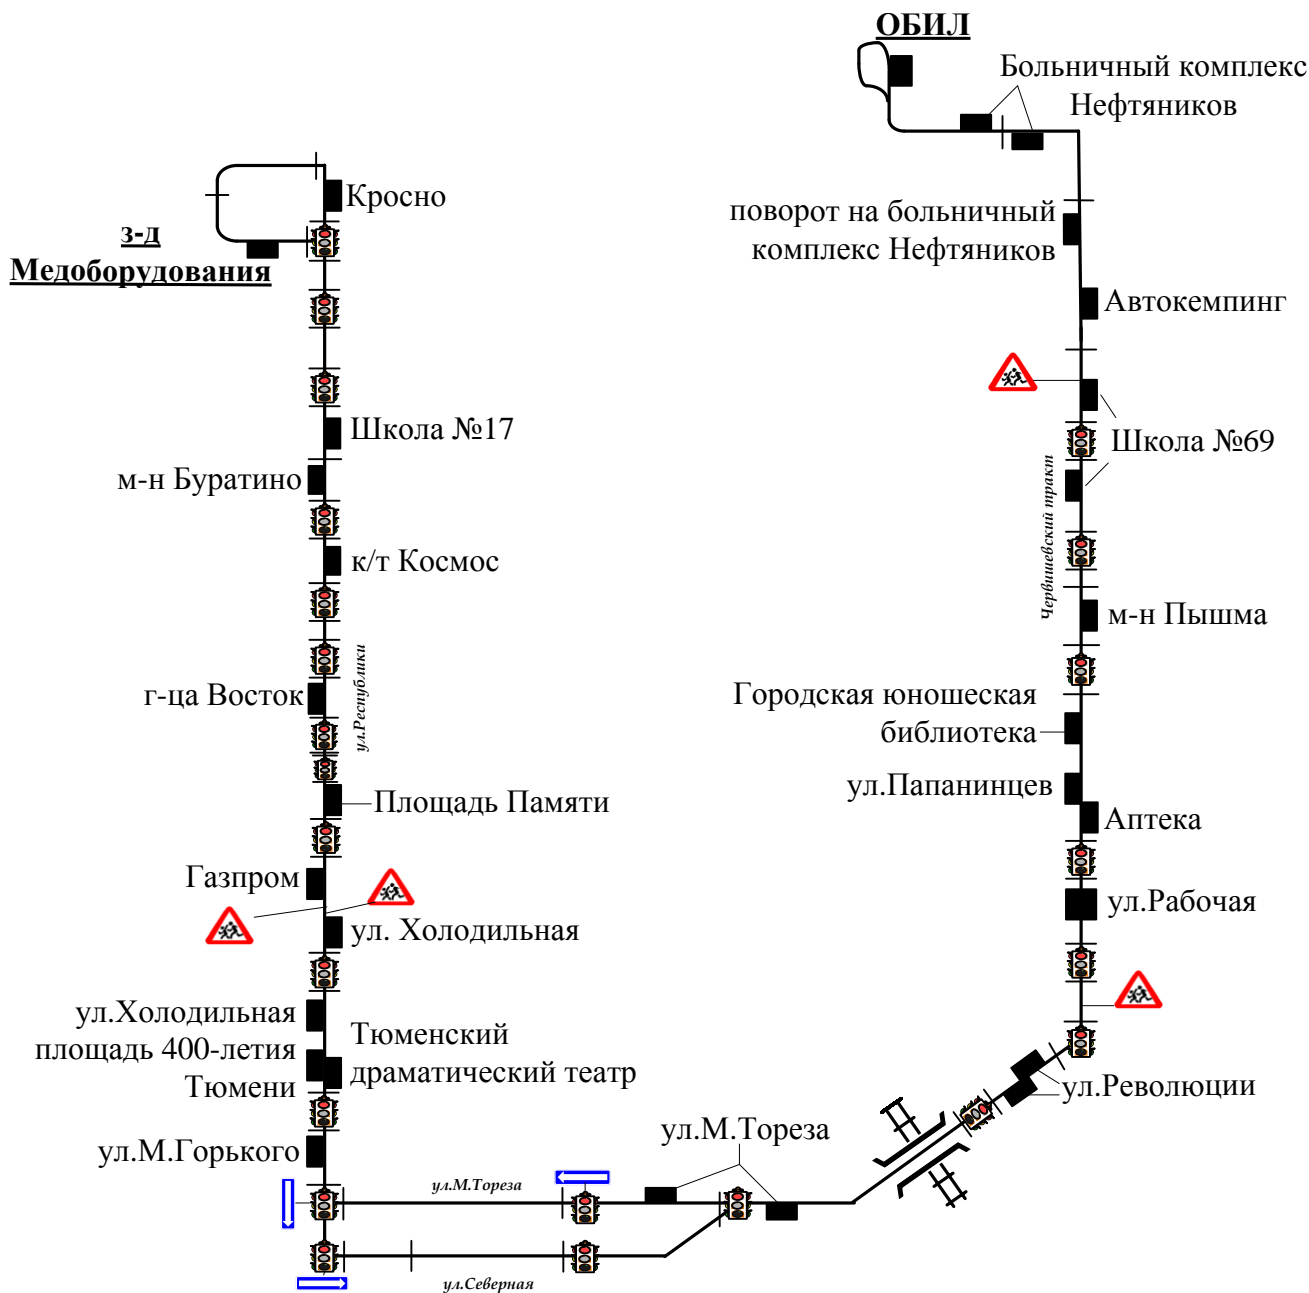 ОБИЛ
Больничный комплекс
Нефтяников
Кросно
з-д
Медоборудования
поворот на больничный
комплекс Нефтяников
Автокемпинг
Школа №17
Школа №69
м-н Буратино
Червишевский тракт
к/т Космос
м-н Пышма
ул.Республики
г-ца Восток
Городская юношеская
библиотека
ул.Папанинцев
Площадь Памяти
Аптека
Газпром
ул.Рабочая
ул. Холодильная
ул.Холодильная
площадь 400-летия
Тюмени
Тюменский
драматический театр
ул.Революции
ул.М.Тореза
ул.М.Горького
ул.М.Тореза
ул.Северная